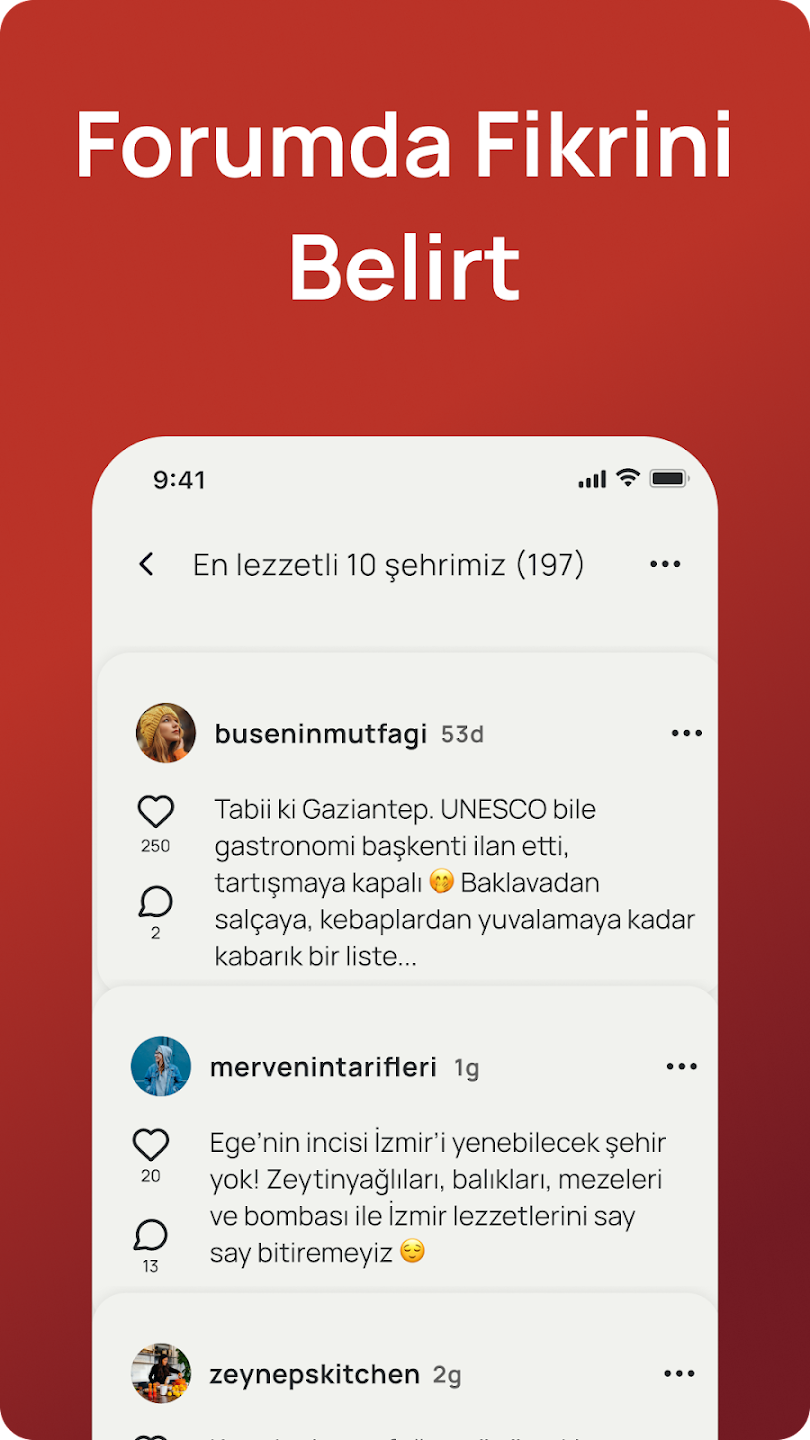 Forumda Fikrini
Belirt
9:41
En lezzetli 10 şehrimiz (197)
buseninmutfagi 53d
250
2
Tabii ki Gaziantep. UNESCO bile
gastronomi başkenti ilan etti,
tartışmaya kapalı 🤭 Baklavadan
salçaya, kebaplardan yuvalamaya kadar
kabarık bir liste...
mervenintarifleri 1g
20
13
Ege’nin incisi İzmir’i yenebilecek şehir
yok! Zeytinyağlıları, balıkları, mezeleri
ve bombası ile İzmir lezzetlerini say
say bitiremeyiz 😌
zeynepskitchen 2g